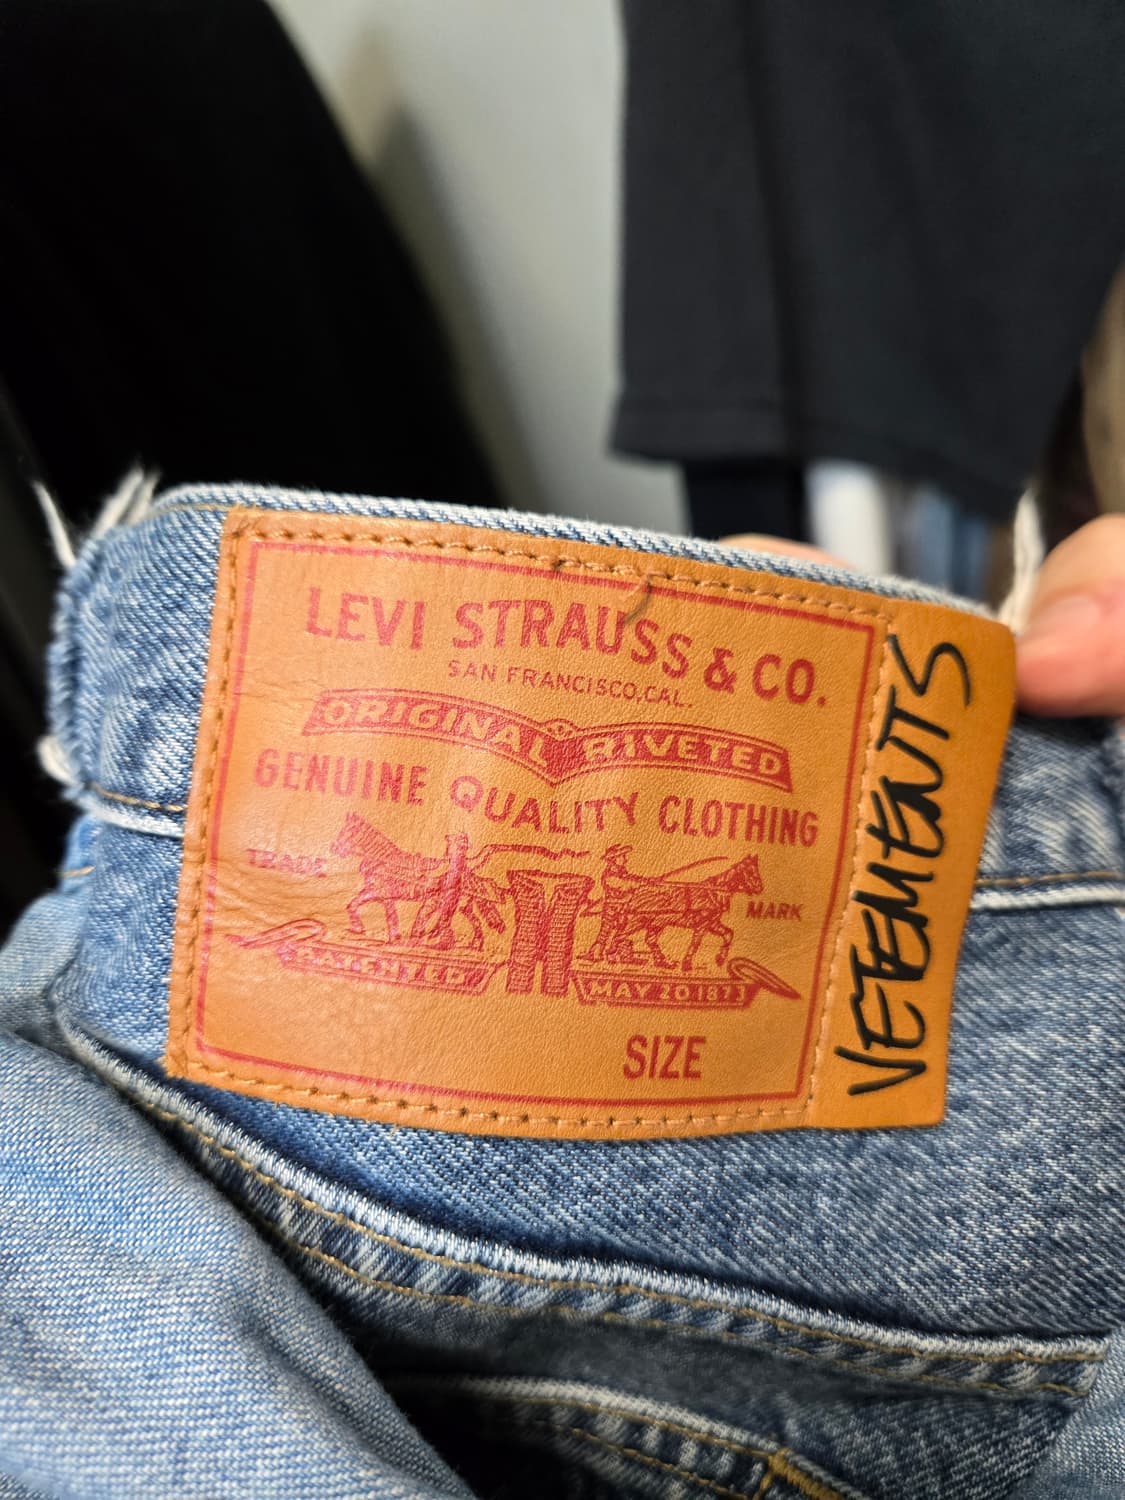 LEVI STRAUSS & CO.
SAN FRANCISCO,CAL.
ORIGINAL RIVETED
GENUINE QUALITY CLOTHING
TRADE MARK
PATENTED MAY 20 1873
SIZE
VETEMENTS